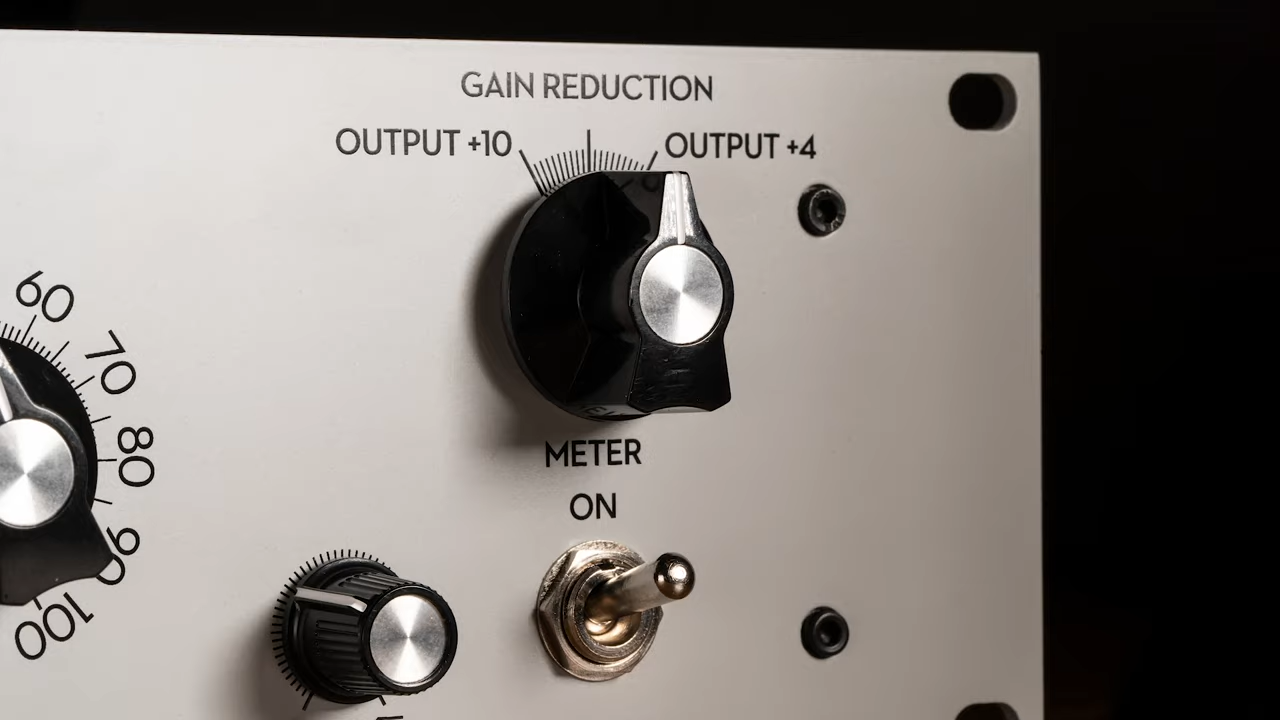 GAIN REDUCTION
OUTPUT +10
OUTPUT +4
METER
ON
60
70
80
90
100